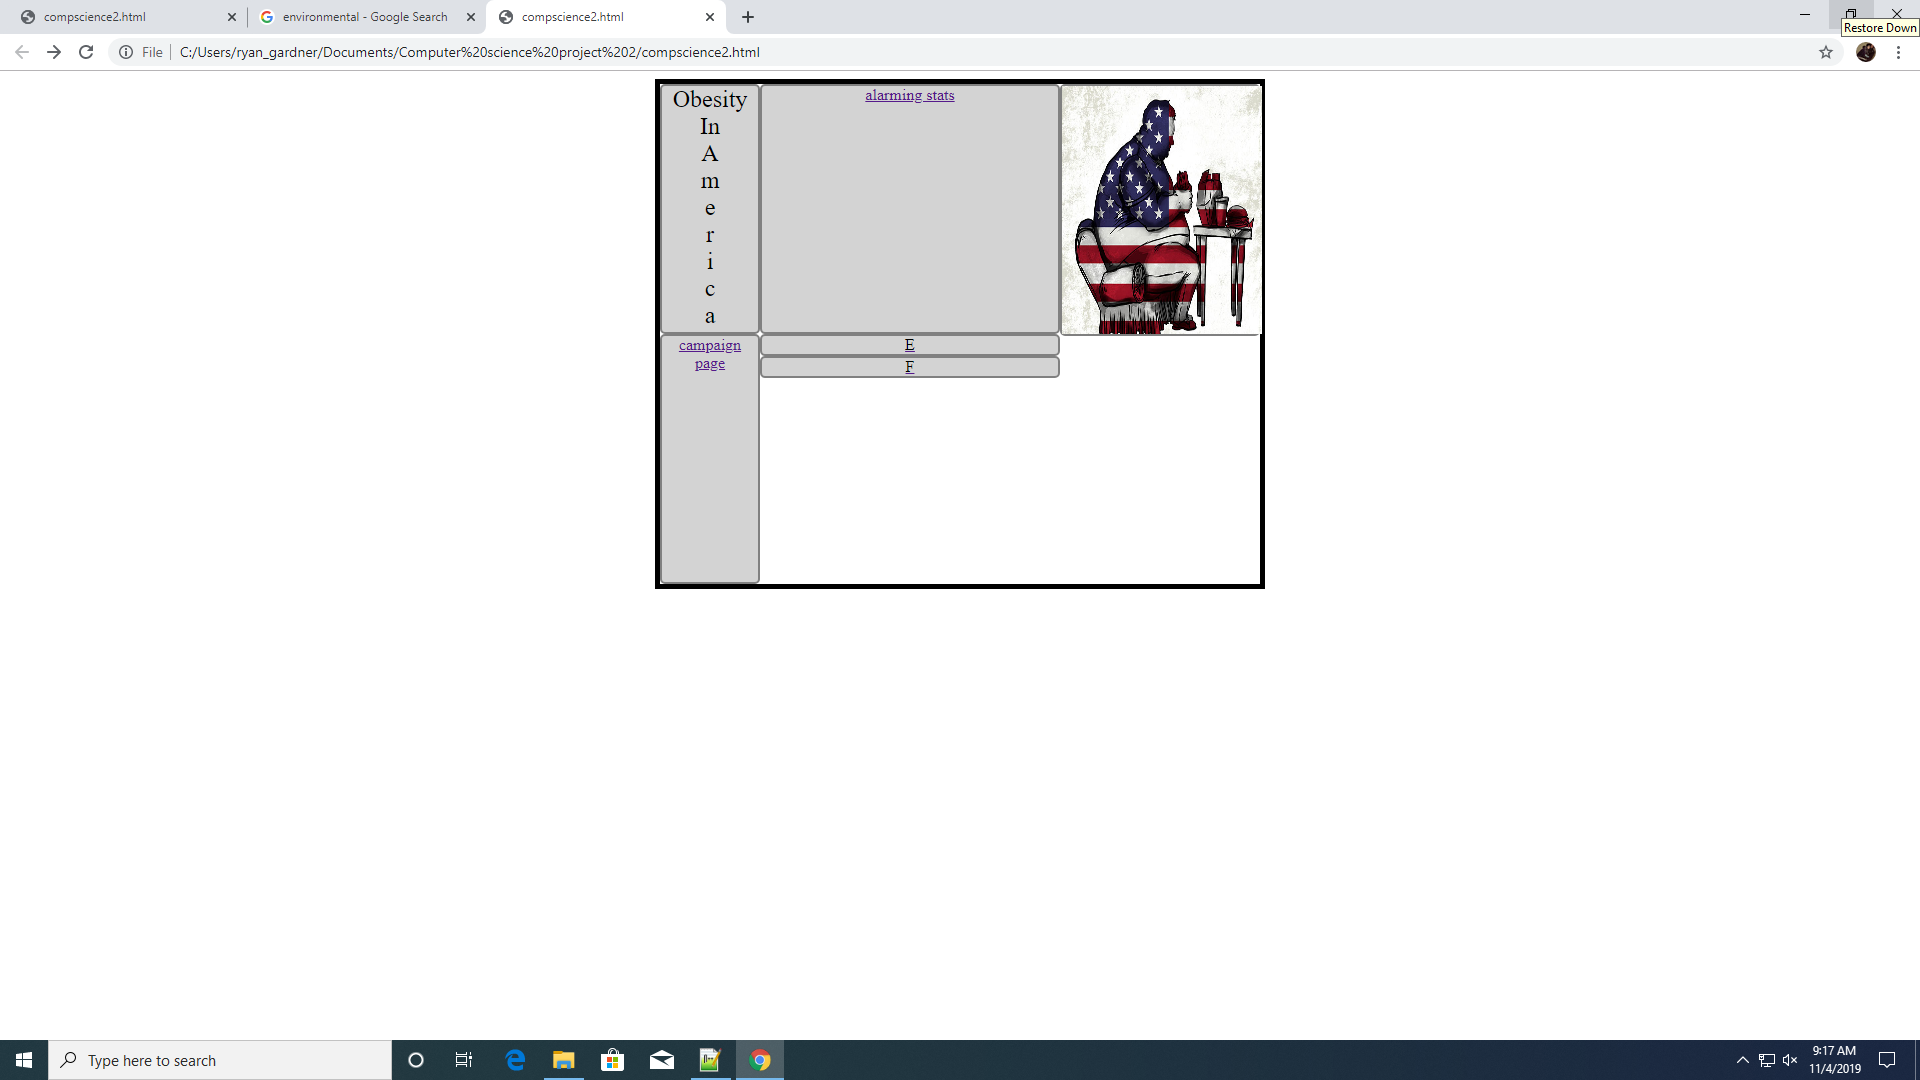 compscience2.html
environmental - Google Search
compscience2.html
Restore Down
File
C:/Users/ryan_gardner/Documents/Computer%20science%20project%202/compscience2.html
Obesity
In
A
m
e
r
i
c
a
alarming stats
campaign
page
E
F
Type here to search
9:17 AM
11/4/2019